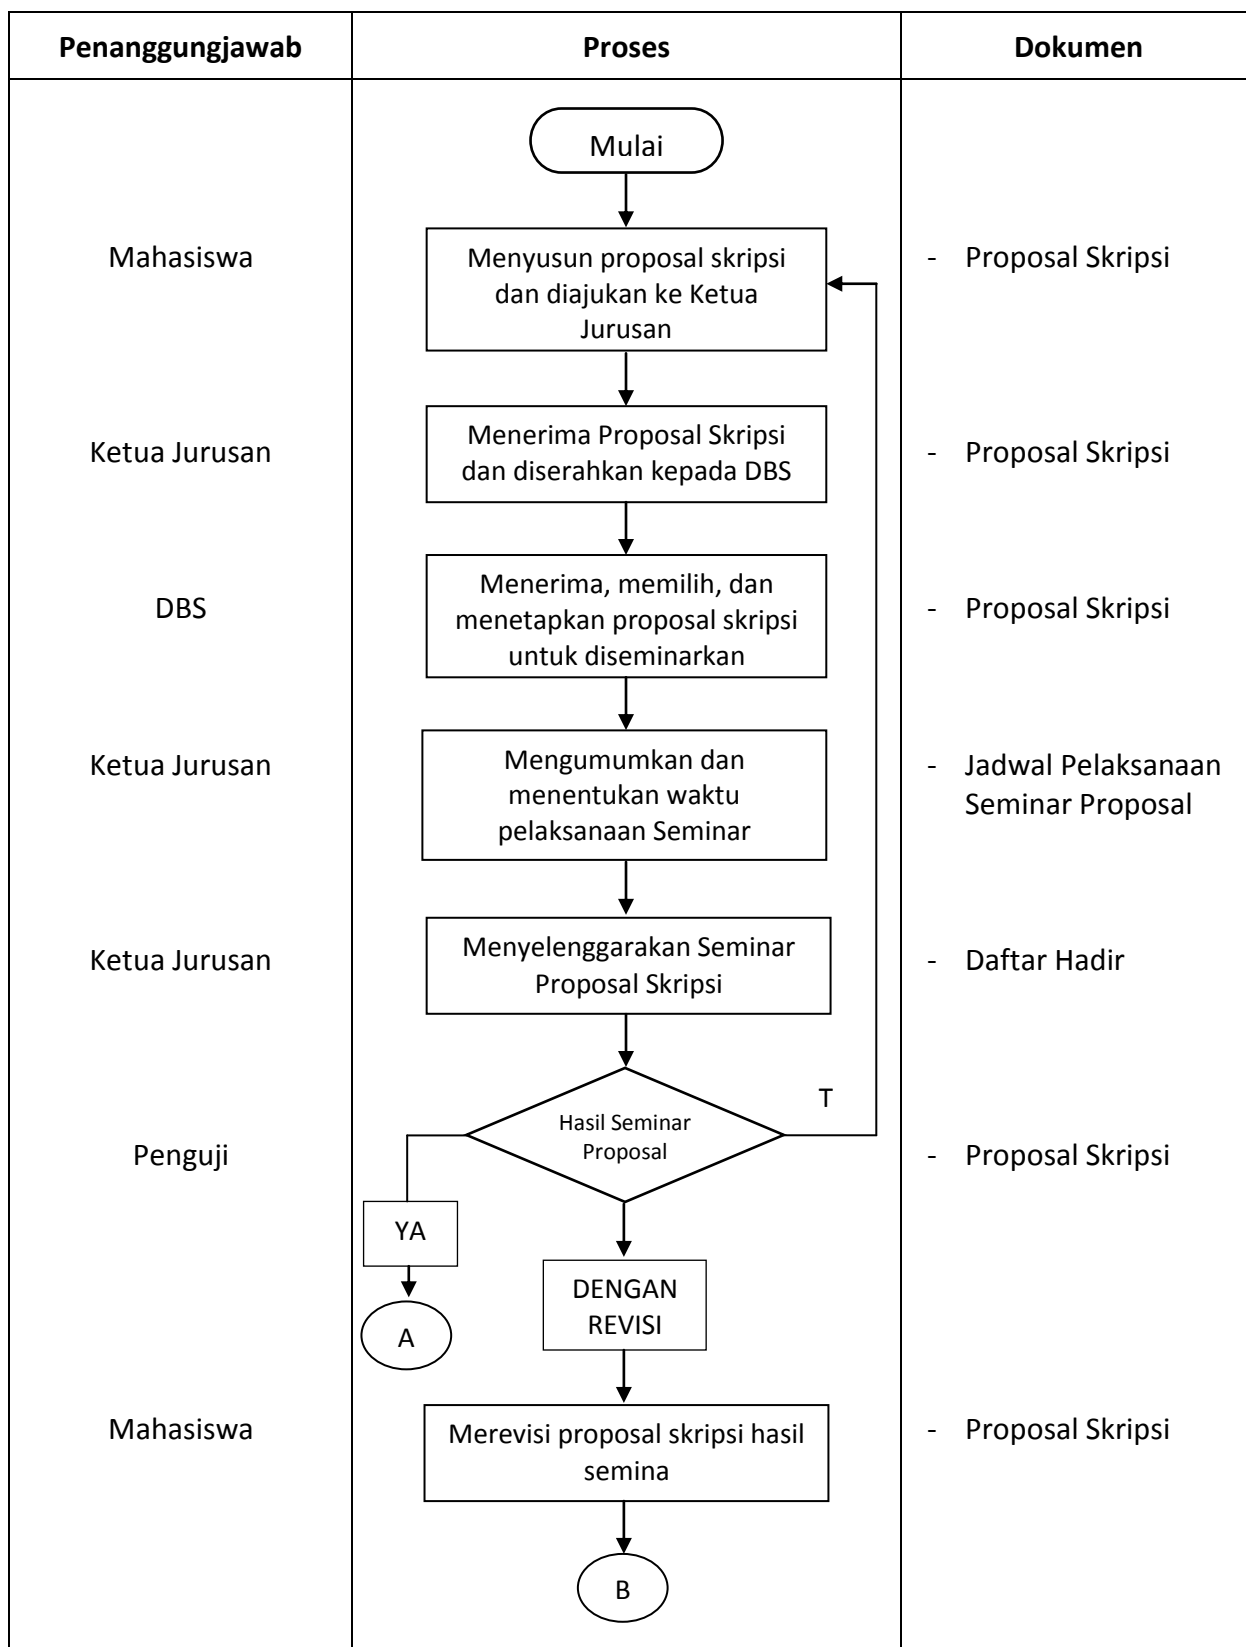 Penanggungjawab
Proses
Dokumen
Mulai
Mahasiswa
Menyusun proposal skripsi
dan diajukan ke Ketua
Jurusan
- Proposal Skripsi
Ketua Jurusan
Menerima Proposal Skripsi
dan diserahkan kepada DBS
- Proposal Skripsi
DBS
Menerima, memilih, dan
menetapkan proposal skripsi
untuk diseminarkan
- Proposal Skripsi
Ketua Jurusan
Mengumumkan dan
menentukan waktu
pelaksanaan Seminar
- Jadwal Pelaksanaan
Seminar Proposal
Ketua Jurusan
Menyelenggarakan Seminar
Proposal Skripsi
- Daftar Hadir
T
Penguji
Hasil Seminar
Proposal
- Proposal Skripsi
YA
A
DENGAN
REVISI
Mahasiswa
Merevisi proposal skripsi hasil
semina
- Proposal Skripsi
B